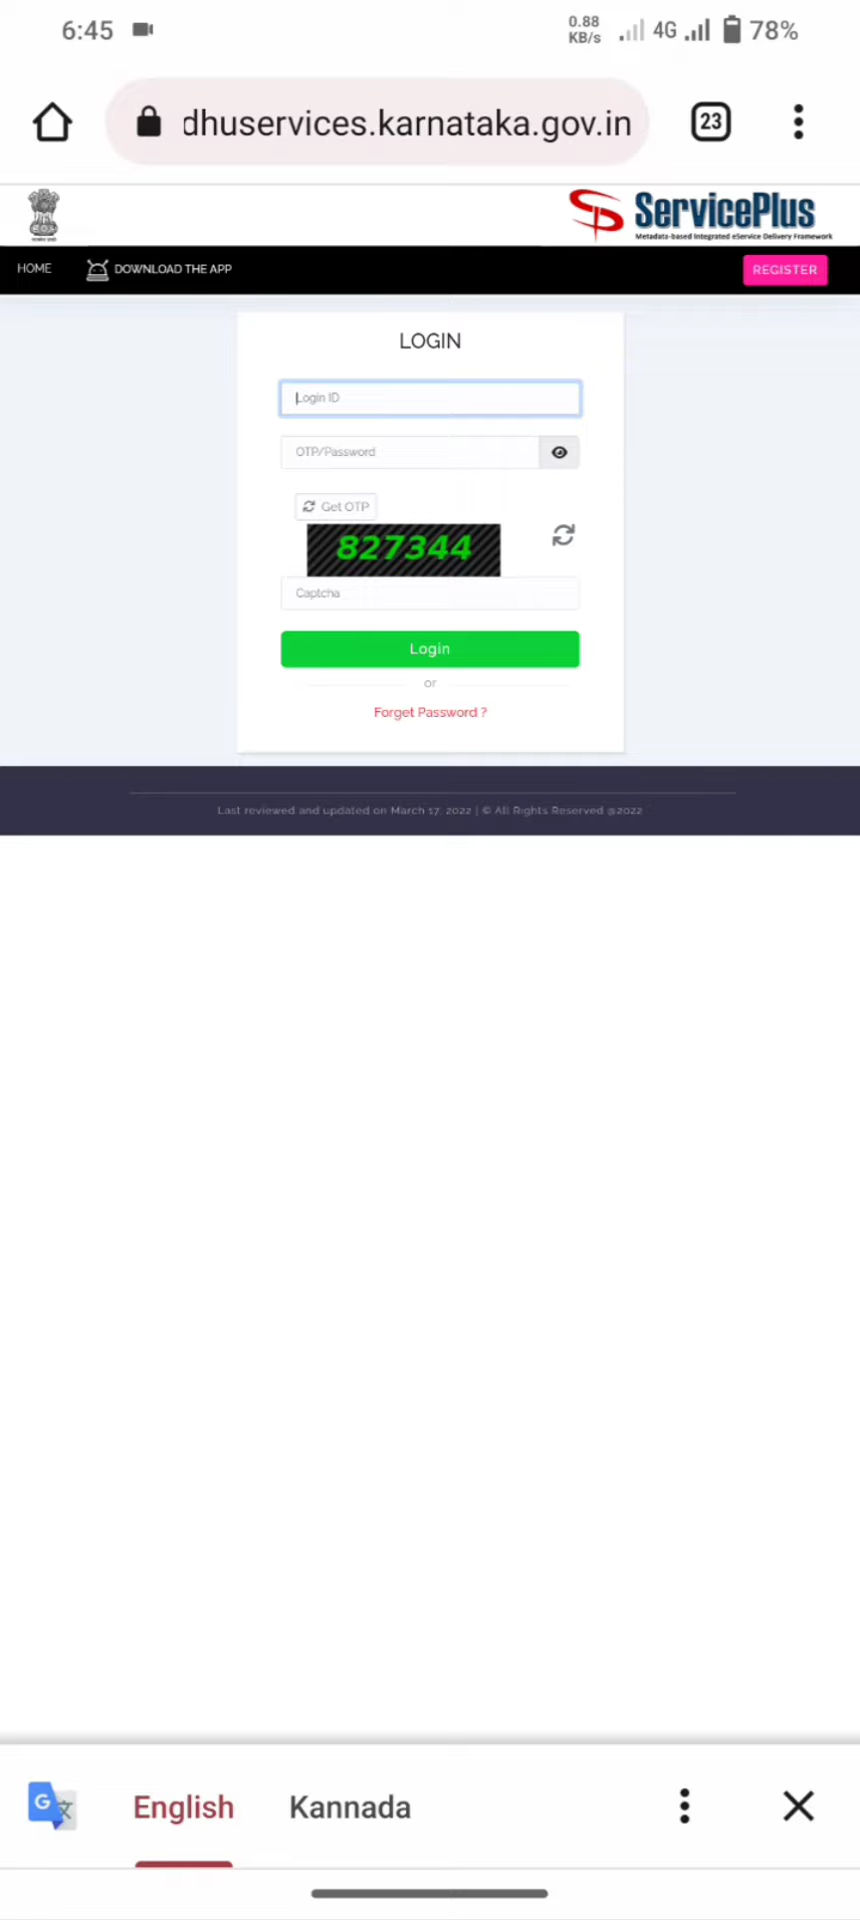 6:45
0.88
KB/s
4G
78%
dhuservices.karnataka.gov.in
23
ServicePlus
Metadata-based Integrated eService Delivery Framework
HOME
DOWNLOAD THE APP
REGISTER
LOGIN
Login ID
OTP/Password
Get OTP
827344
Captcha
Login
or
Forget Password ?
Last reviewed and updated on March 17, 2022 | © All Rights Reserved @2022
English
Kannada